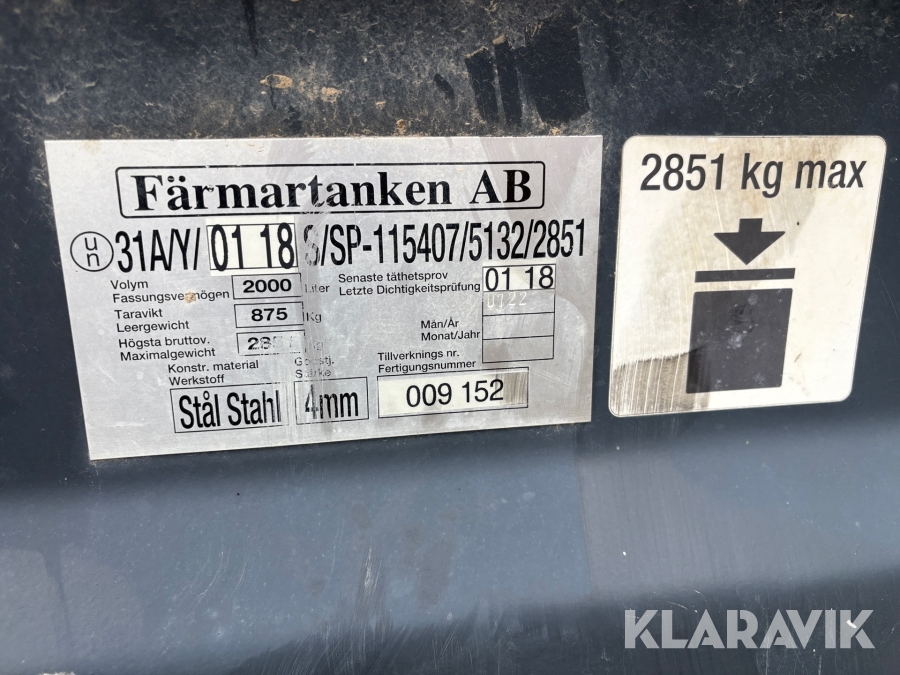 Färmartanken AB
u n 31A/Y/ 01 18 S/SP-115407/5132/2851
Volym
Fassungsvermögen 2000 Liter
Senaste täthetsprov
Letzte Dichtigkeitsprüfung 01 18
0122
Taravikt
Leergewicht 875 Kg
Mån/År
Monat/Jahr
Högsta bruttov.
Maximalgewicht
Tillverknings nr.
Fertigungsnummer
009 152
Konstr. material
Werkstoff
Stål Stahl
4mm
2851 kg max
KLARAVIK